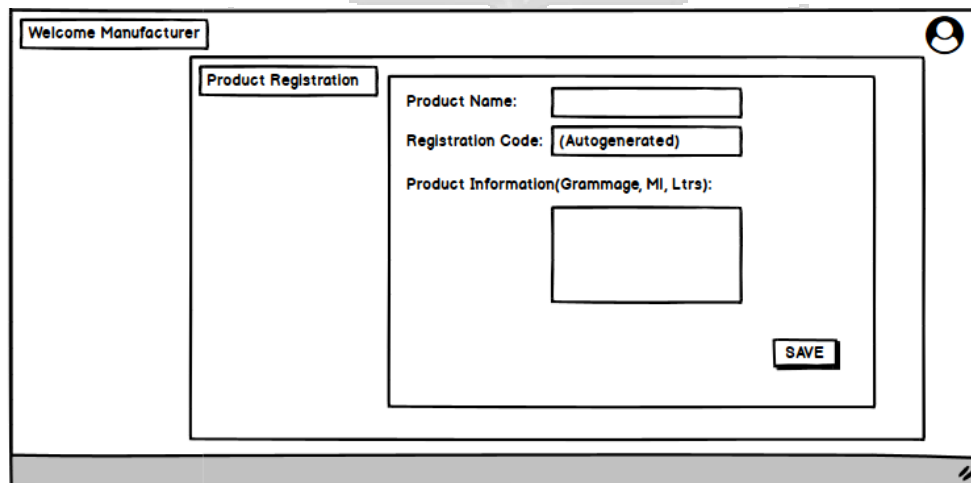 Welcome Manufacturer
Product Registration
Product Name:
Registration Code: (Autogenerated)
Product Information(Grammage, Ml, Ltrs):
SAVE